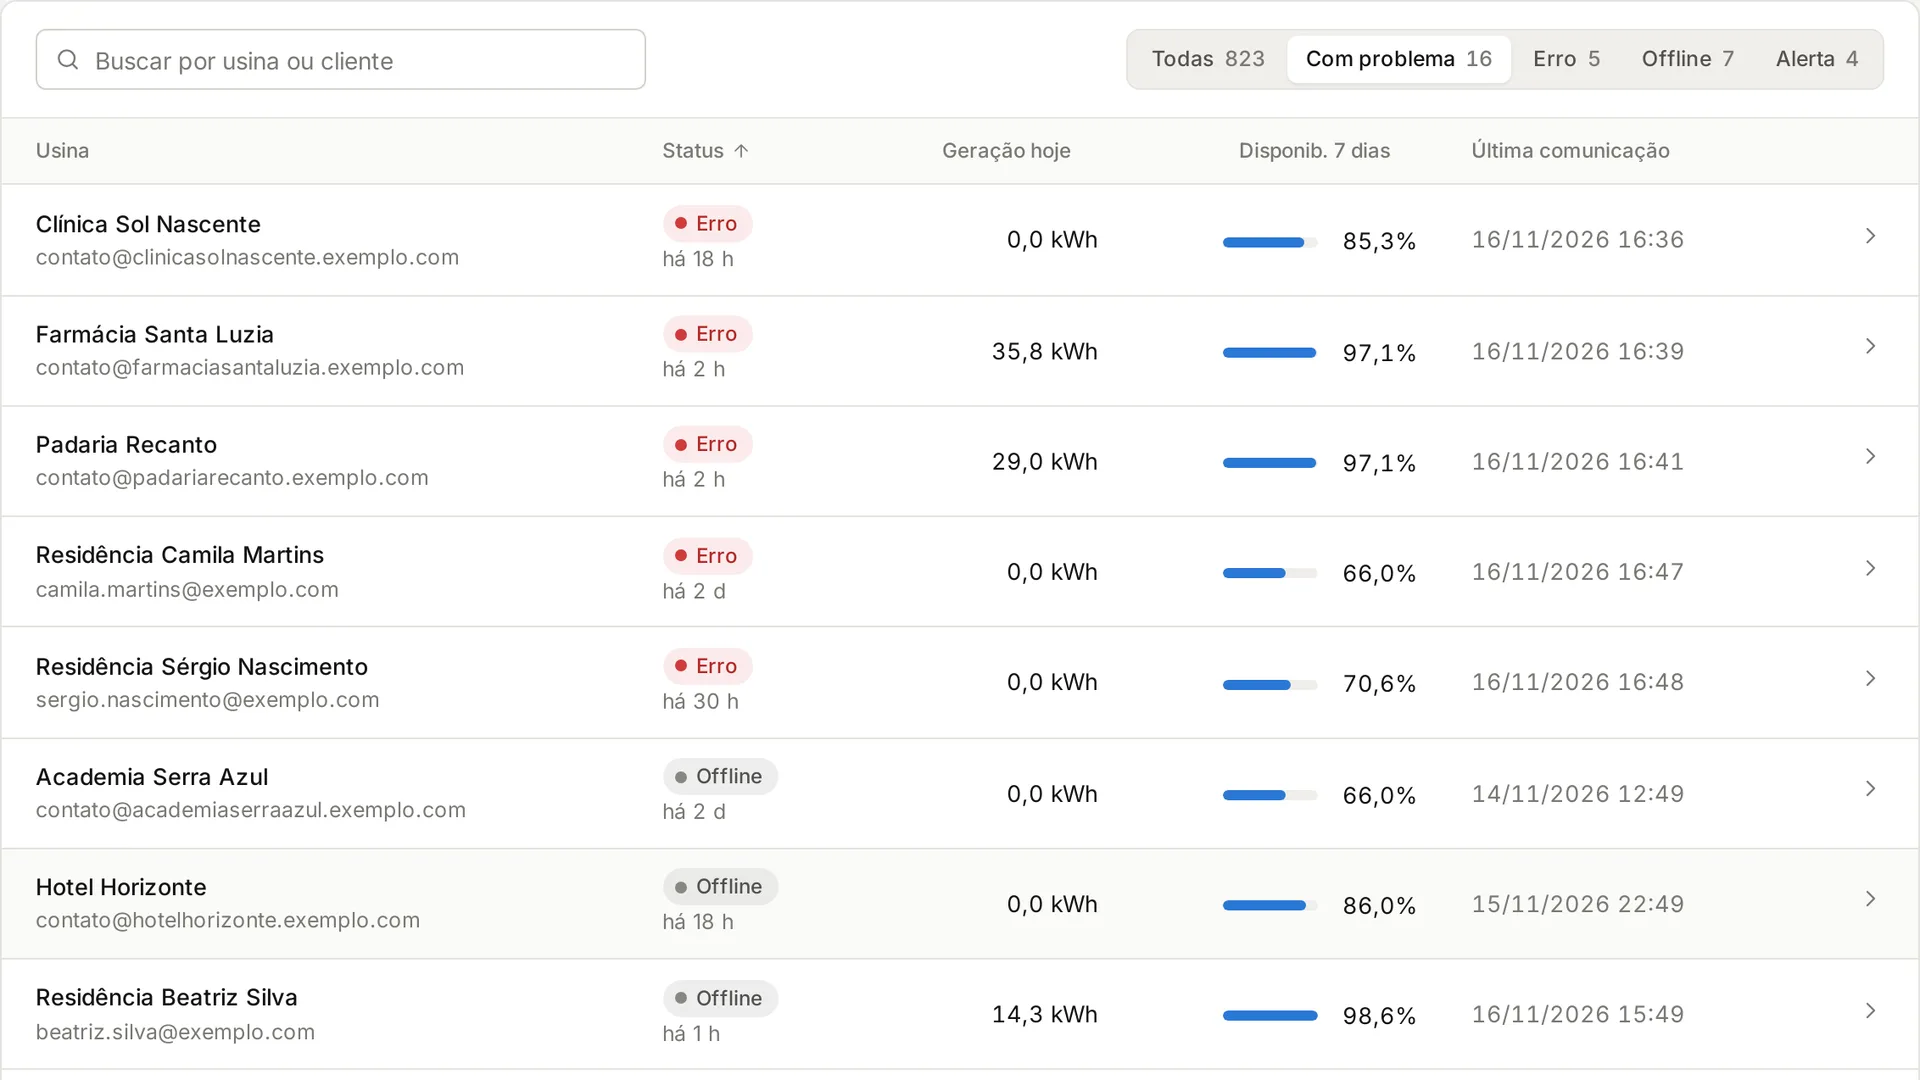 Buscar por usina ou cliente
Todas 823 Com problema 16 Erro 5 Offline 7 Alerta 4
Usina Status ↑ Geração hoje Disponib. 7 dias Última comunicação
Clínica Sol Nascente
contato@clinicasolnascente.exemplo.com
Erro
há 18 h
0,0 kWh 85,3% 16/11/2026 16:36
Farmácia Santa Luzia
contato@farmaciasantaluzia.exemplo.com
Erro
há 2 h
35,8 kWh 97,1% 16/11/2026 16:39
Padaria Recanto
contato@padariarecanto.exemplo.com
Erro
há 2 h
29,0 kWh 97,1% 16/11/2026 16:41
Residência Camila Martins
camila.martins@exemplo.com
Erro
há 2 d
0,0 kWh 66,0% 16/11/2026 16:47
Residência Sérgio Nascimento
sergio.nascimento@exemplo.com
Erro
há 30 h
0,0 kWh 70,6% 16/11/2026 16:48
Academia Serra Azul
contato@academiaserraazul.exemplo.com
Offline
há 2 d
0,0 kWh 66,0% 14/11/2026 12:49
Hotel Horizonte
contato@hotelhorizonte.exemplo.com
Offline
há 18 h
0,0 kWh 86,0% 15/11/2026 22:49
Residência Beatriz Silva
beatriz.silva@exemplo.com
Offline
há 1 h
14,3 kWh 98,6% 16/11/2026 15:49